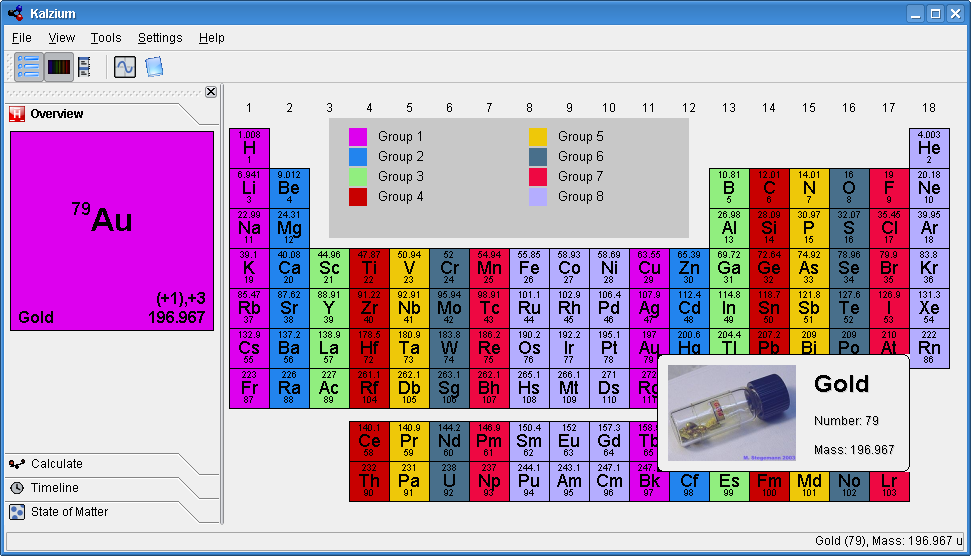 Kalzium
File View Tools Settings Help
Overview
79Au
(+1),+3
Gold 196.967
Calculate
Timeline
State of Matter
1 2 3 4 5 6 7 8 9 10 11 12 13 14 15 16 17 18
Group 1 Group 5
Group 2 Group 6
Group 3 Group 7
Group 4 Group 8
1.008 4.003
H He
1 2
6.941 9.012 10.81 12.01 14.01 16 19 20.18
Li Be B C N O F Ne
3 4 5 6 7 8 9 10
22.99 24.31 26.98 28.09 30.97 32.07 35.45 39.95
Na Mg Al Si P S Cl Ar
11 12 13 14 15 16 17 18
39.1 40.08 44.96 47.87 50.94 52 54.94 55.85 58.93 58.69 63.55 65.39 69.72 72.64 74.92 78.96 79.9 83.8
K Ca Sc Ti V Cr Mn Fe Co Ni Cu Zn Ga Ge As Se Br Kr
19 20 21 22 23 24 25 26 27 28 29 30 31 32 33 34 35 36
85.47 87.62 88.91 91.22 92.91 95.94 98.91 101.1 102.9 106.4 107.9 112.4 114.8 118.7 121.8 127.6 126.9 131.3
Rb Sr Y Zr Nb Mo Tc Ru Rh Pd Ag Cd In Sn Sb Te I Xe
37 38 39 40 41 42 43 44 45 46 47 48 49 50 51 52 53 54
132.9 137.2 138.9 178.6 180.9 183.8 186.2 190.2 192.2 195.1 197 200.6 204.4 207.2 209 209 210 222
Cs Ba La Hf Ta W Re Os Ir Pt Au Hg Tl Pb Bi Po At Rn
55 56 57 72 73 74 75 76 77 78 79 86
223 226 227 261.1 262.1 263.1 262.1 265.1 266.1 271 272
Fr Ra Ac Rf Db Sg Bh Hs Mt Ds Rg
87 88 89 104 105 106 107 108 109 110 111
Gold
Number: 79
Mass: 196.967
140.1 140.9 144.2 146.9 150.4 152 157.3
Ce Pr Nd Pm Sm Eu Gd Tb
58 59 60 61 62 63 64 65
232 231 238 237 244.1 243.1 247.1 247.1
Th Pa U Np Pu Am Cm Bk Cf Es Fm Md No Lr
90 91 92 93 94 95 96 97 98 99 100 101 102 103
M. Stegemann 2003
Gold (79), Mass: 196.967 u